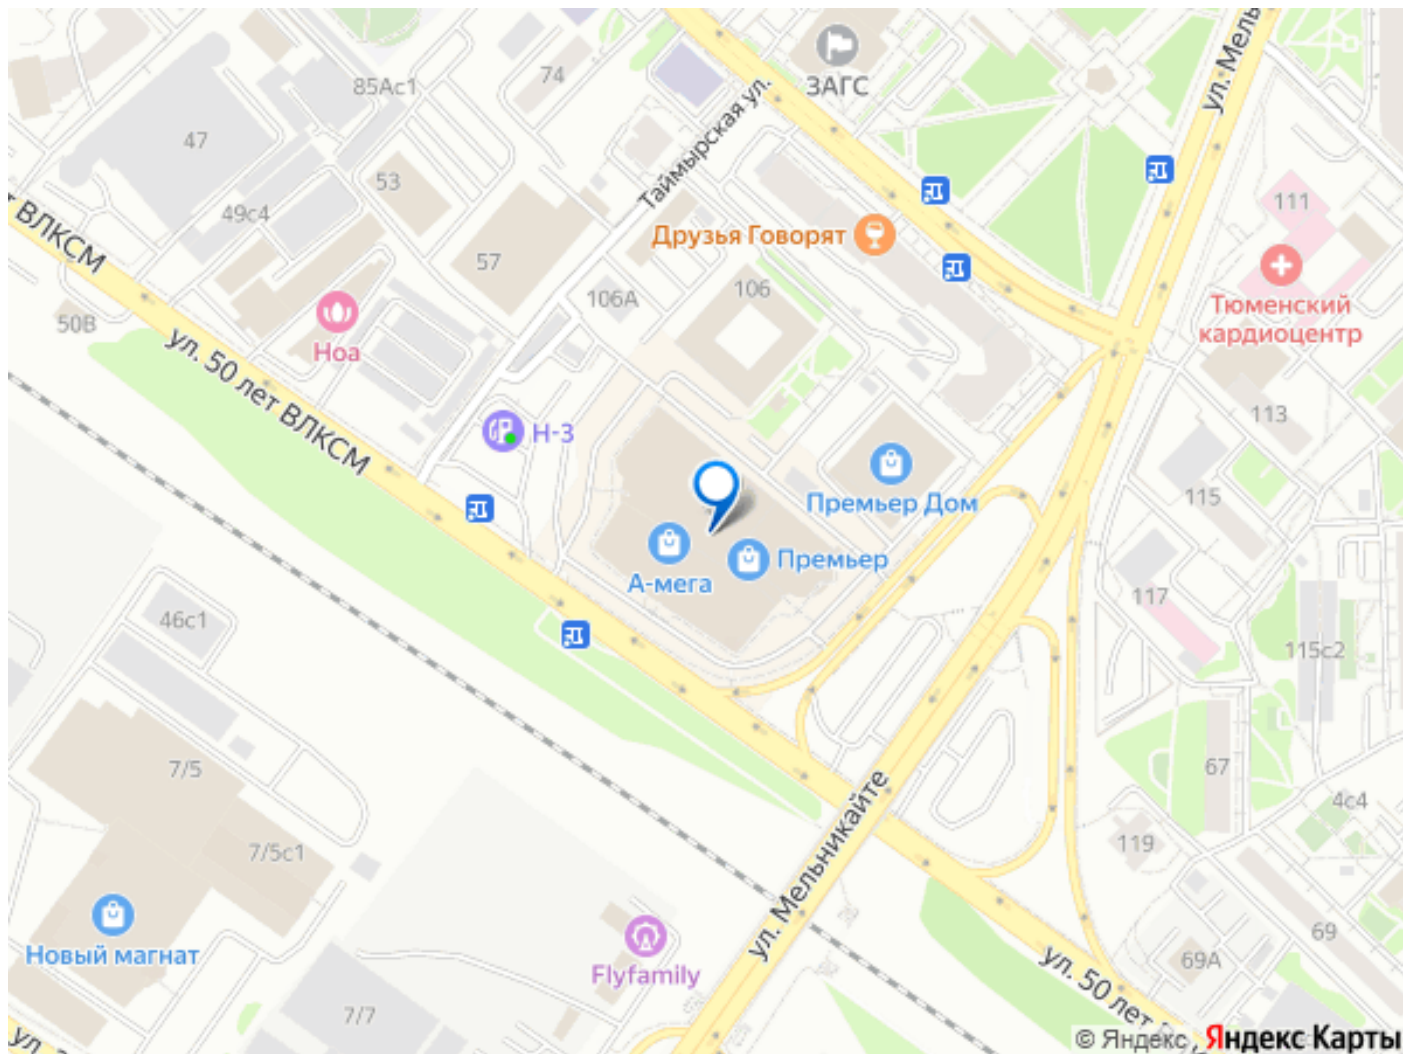 ул. Мель
ЗАГС
74
85Ас1
47
Таймырская ул.
53
49с4
111
ВЛКСМ
Друзья Говорят
57
106
106А
Тюменский
кардиоцентр
50В
Ноа
ул. 50 лет ВЛКСМ
113
Н-3
Премьер Дом
115
А-мега
Премьер
117
46с1
115с2
7/5
67
4с4
ул. Мельникайте
119
7/5с1
69
Новый магнат
Flyfamily
69А
ул. 50 лет
7/7
ул.
© Яндекс Яндекс Карты